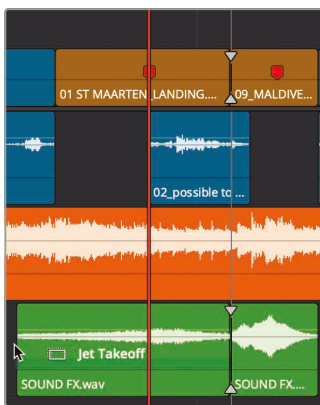 01 ST MAARTEN_LANDING.... 09_MALDIVE...
02_possible to ...
Jet Takeoff
SOUND FX.wav SOUND FX....